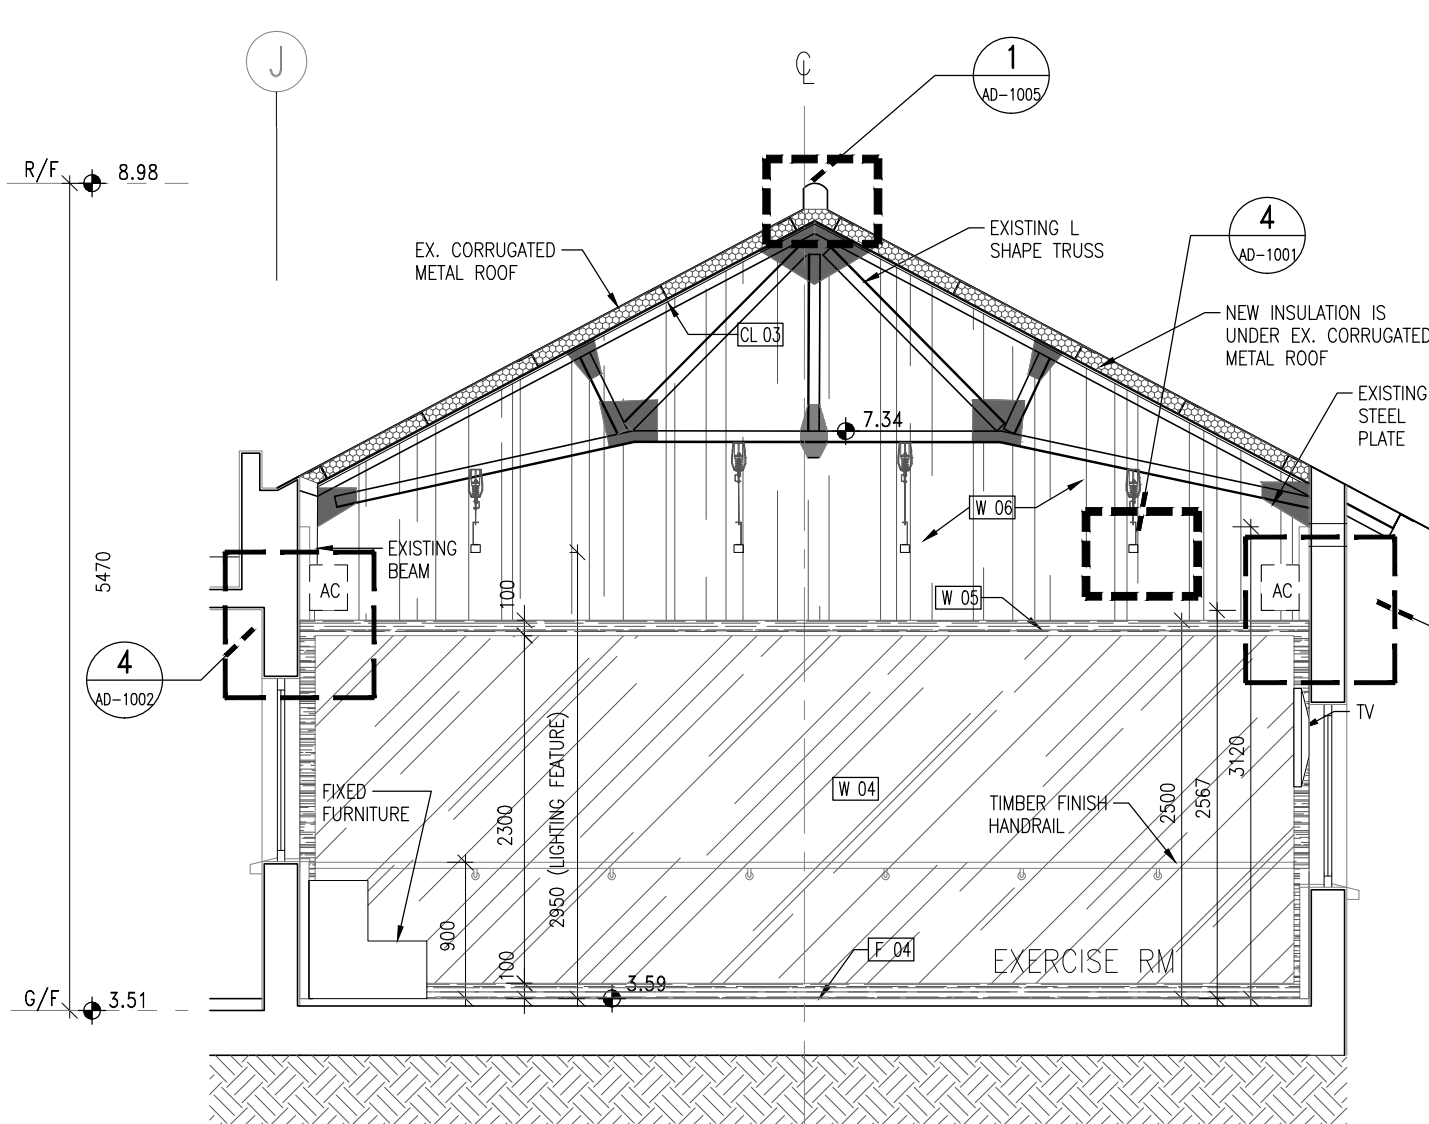 J
C L
1
AD-1005
R/F
8.98
4
AD-1001
EX. CORRUGATED
METAL ROOF
EXISTING L
SHAPE TRUSS
NEW INSULATION IS
UNDER EX. CORRUGATED
METAL ROOF
CL 03
EXISTING
STEEL
PLATE
7.34
W 06
EXISTING
BEAM
5470
AC
100
W 05
AC
4
AD-1002
TV
FIXED
FURNITURE
2300
2950 (LIGHTING FEATURE)
W 04
TIMBER FINISH
HANDRAIL
2500
2567
3120
900
100
F 04
EXERCISE RM
3.59
G/F
3.51